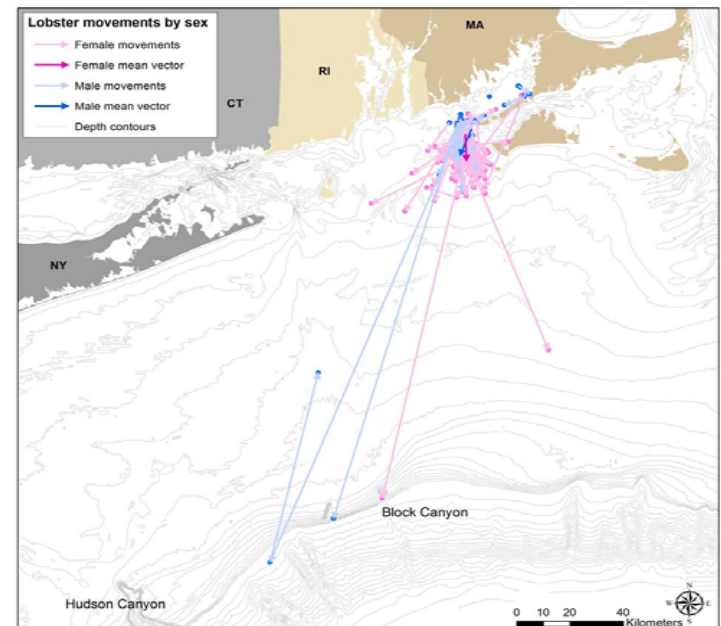 Lobster movements by sex
Female movements
Female mean vector
Male movements
Male mean vector
Depth contours
MA
RI
CT
NY
Block Canyon
Hudson Canyon
N
W E
S
0 10 20 40
Kilometers